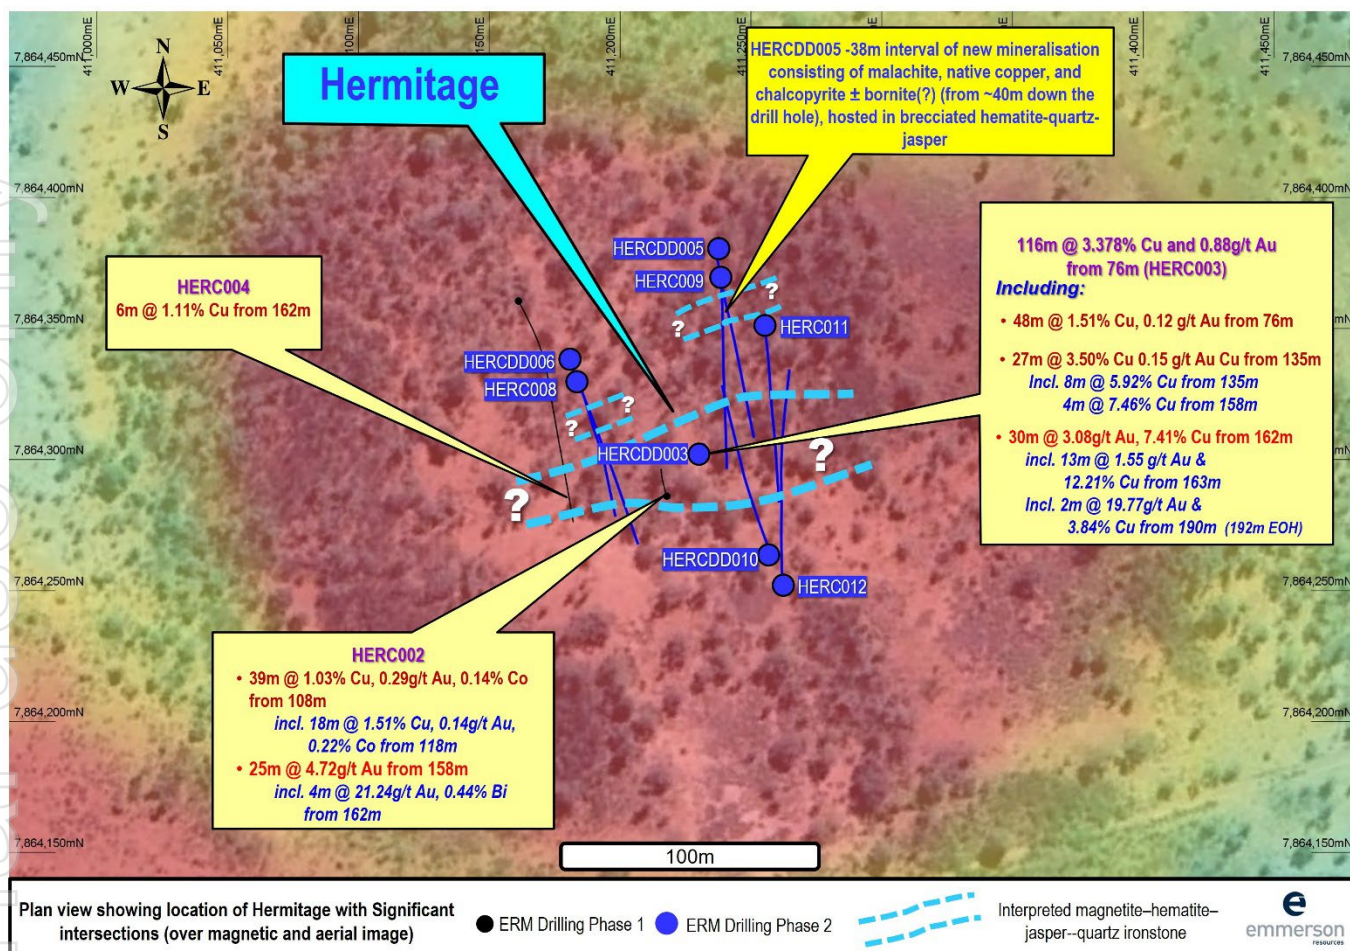 411,000mE
411,050mE
411,100mE
411,200mE
411,250mE
411,400mE
411,450mE
7,864,450mN
7,864,450mN
N
W
E
S
Hermitage
HERCDD005 -38m interval of new mineralisation
consisting of malachite, native copper, and
chalcopyrite ± bornite(?) (from ~40m down the
drill hole), hosted in brecciated hematite-quartz-
jasper
7,864,400mN
7,864,400mN
116m @ 3.378% Cu and 0.88g/t Au
from 76m (HERC003)
Including:
• 48m @ 1.51% Cu, 0.12 g/t Au from 76m
• 27m @ 3.50% Cu 0.15 g/t Au Cu from 135m
Incl. 8m @ 5.92% Cu from 135m
4m @ 7.46% Cu from 158m
• 30m @ 3.08g/t Au, 7.41% Cu from 162m
incl. 13m @ 1.55 g/t Au &
12.21% Cu from 163m
Incl. 2m @ 19.77g/t Au &
3.84% Cu from 190m (192m EOH)
HERC004
6m @ 1.11% Cu from 162m
HERCDD005
HERC009
?
?
HERC011
7,864,350mN
HERCDD006
HERC008
?
?
7,864,300mN
HERCDD003
?
?
HERCDD010
HERC012
7,864,250mN
7,864,250mN
HERC002
• 39m @ 1.03% Cu, 0.29g/t Au, 0.14% Co
from 108m
incl. 18m @ 1.51% Cu, 0.14g/t Au,
0.22% Co from 118m
• 25m @ 4.72g/t Au from 158m
incl. 4m @ 21.24g/t Au, 0.44% Bi
from 162m
7,864,200mN
7,864,200mN
7,864,150mN
7,864,150mN
100m
Plan view showing location of Hermitage with Significant
intersections (over magnetic and aerial image)
ERM Drilling Phase 1
ERM Drilling Phase 2
Interpreted magnetite–hematite–
jasper--quartz ironstone
e
emmerson
resources